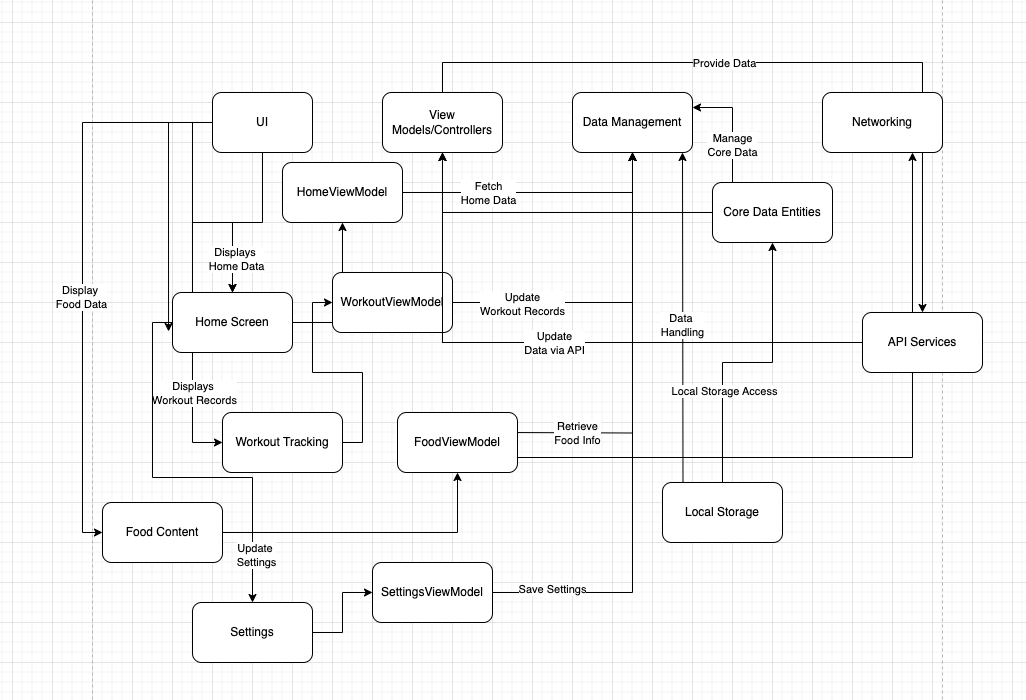 Provide Data
UI
View
Models/Controllers
Data Management
Networking
Manage
Core Data
HomeViewModel
Fetch
Home Data
Core Data Entities
Displays
Home Data
Display
Food Data
Home Screen
WorkoutViewModel
Update
Workout Records
Data
Handling
Update
Data via API
API Services
Displays
Workout Records
Local Storage Access
Workout Tracking
FoodViewModel
Retrieve
Food Info
Local Storage
Food Content
Update
Settings
SettingsViewModel
Save Settings
Settings